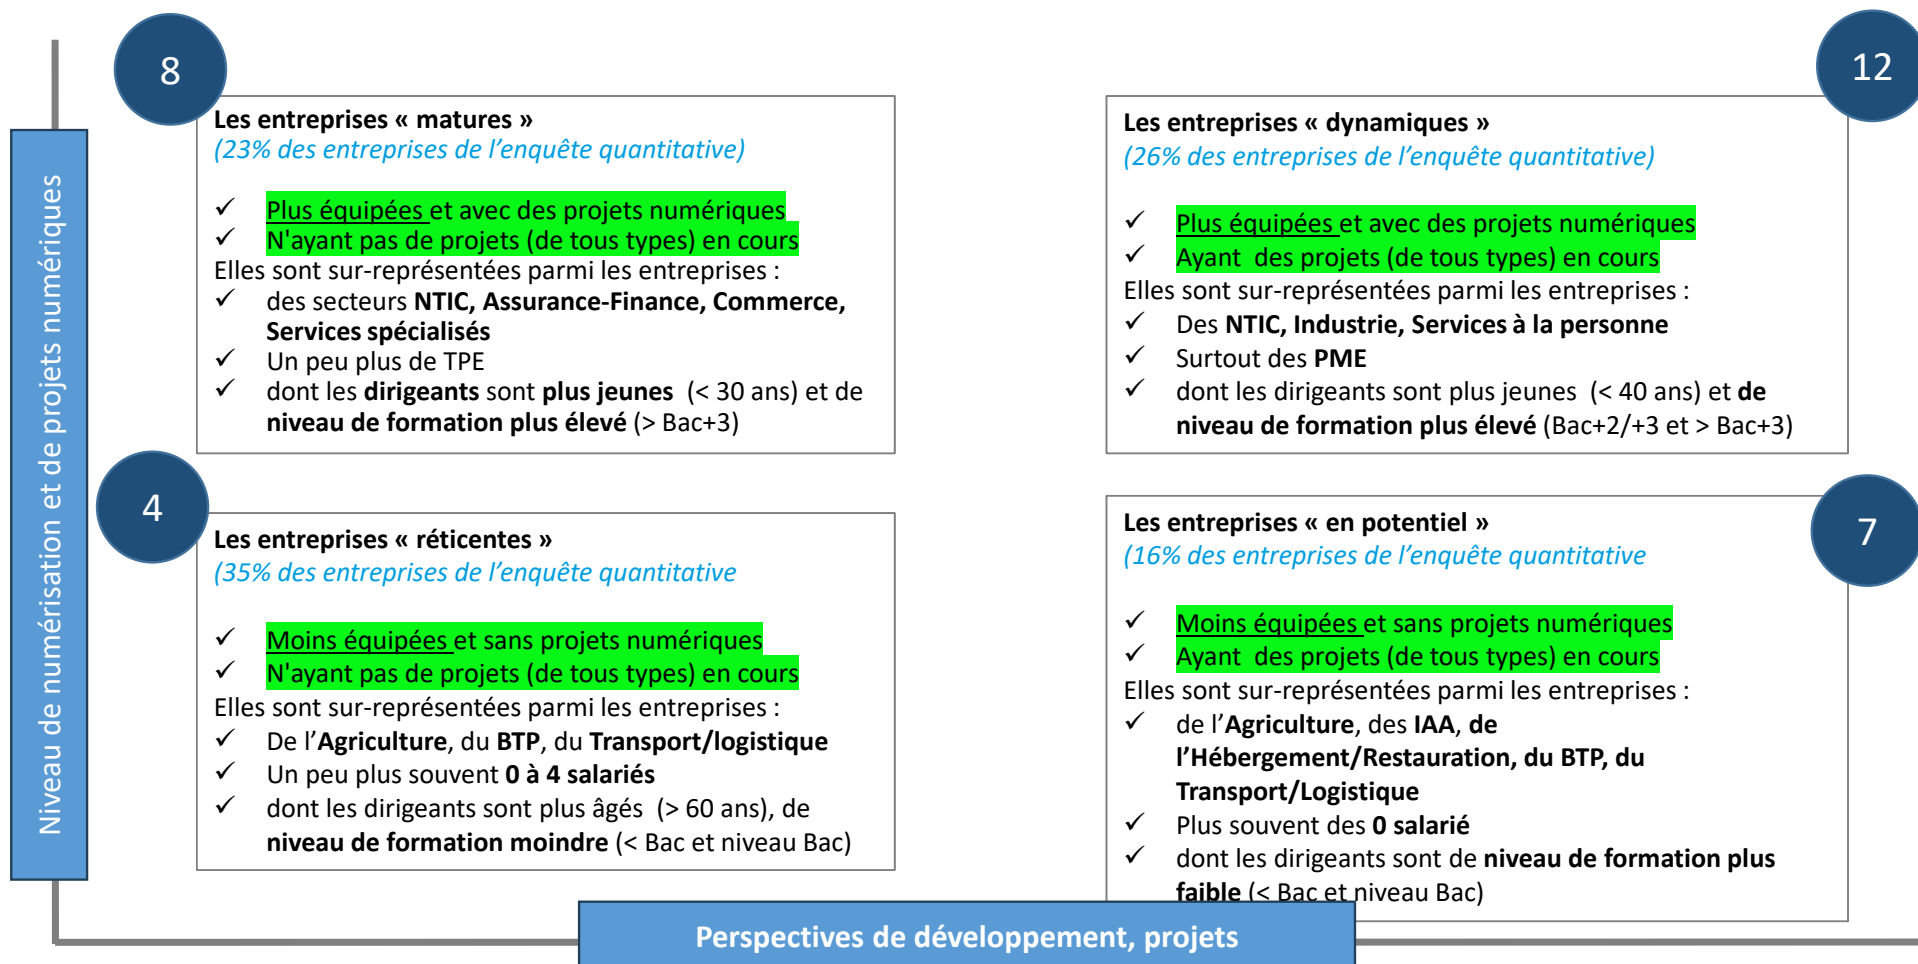 Niveau de numérisation et de projets numériques
8
Les entreprises « matures »
(23% des entreprises de l’enquête quantitative)
✓ Plus équipées et avec des projets numériques
✓ N'ayant pas de projets (de tous types) en cours
Elles sont sur-représentées parmi les entreprises :
✓ des secteurs NTIC, Assurance-Finance, Commerce,
Services spécialisés
✓ Un peu plus de TPE
✓ dont les dirigeants sont plus jeunes (< 30 ans) et de
niveau de formation plus élevé (> Bac+3)
12
Les entreprises « dynamiques »
(26% des entreprises de l’enquête quantitative)
✓ Plus équipées et avec des projets numériques
✓ Ayant des projets (de tous types) en cours
Elles sont sur-représentées parmi les entreprises :
✓ Des NTIC, Industrie, Services à la personne
✓ Surtout des PME
✓ dont les dirigeants sont plus jeunes (< 40 ans) et de
niveau de formation plus élevé (Bac+2/+3 et > Bac+3)
4
Les entreprises « réticentes »
(35% des entreprises de l’enquête quantitative
✓ Moins équipées et sans projets numériques
✓ N'ayant pas de projets (de tous types) en cours
Elles sont sur-représentées parmi les entreprises :
✓ De l’Agriculture, du BTP, du Transport/logistique
✓ Un peu plus souvent 0 à 4 salariés
✓ dont les dirigeants sont plus âgés (> 60 ans), de
niveau de formation moindre (< Bac et niveau Bac)
7
Les entreprises « en potentiel »
(16% des entreprises de l’enquête quantitative
✓ Moins équipées et sans projets numériques
✓ Ayant des projets (de tous types) en cours
Elles sont sur-représentées parmi les entreprises :
✓ de l’Agriculture, des IAA, de
l’Hébergement/Restauration, du BTP, du
Transport/Logistique
✓ Plus souvent des 0 salarié
✓ dont les dirigeants sont de niveau de formation plus
faible (< Bac et niveau Bac)
Perspectives de développement, projets